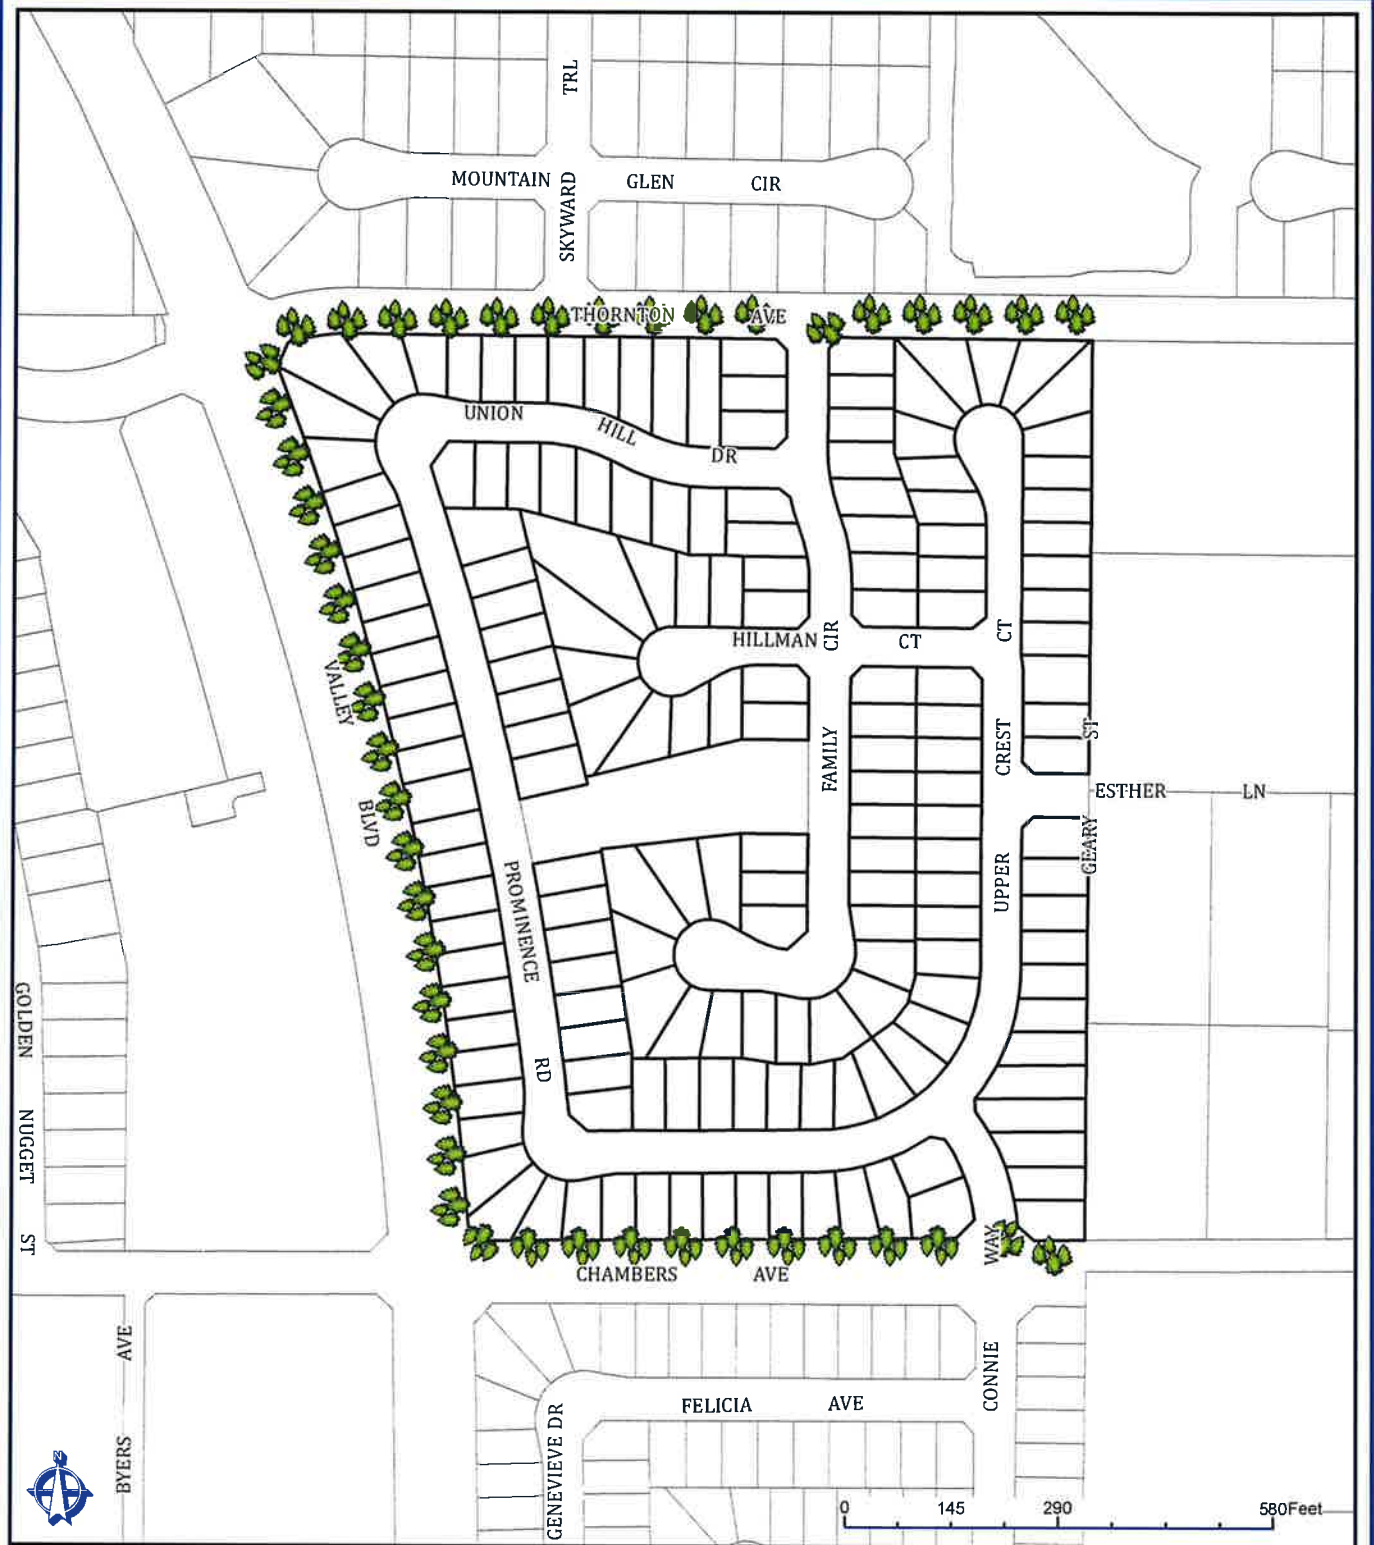 TRL
MOUNTAIN GLEN CIR
SKYWARD
THORNTON AVE
UNION HILL DR
HILLMAN CT
CIR
CT
VALLEY
FAMILY
CREST
ST
ESTHER LN
BLVD
UPPER
GEARY
PROMINENCE
RD
GOLDEN NUGGET ST
WAY
CHAMBERS AVE
BYERS AVE
CONNIE
FELICIA AVE
GENEVIEVE DR
N
0 145 290 580Feet